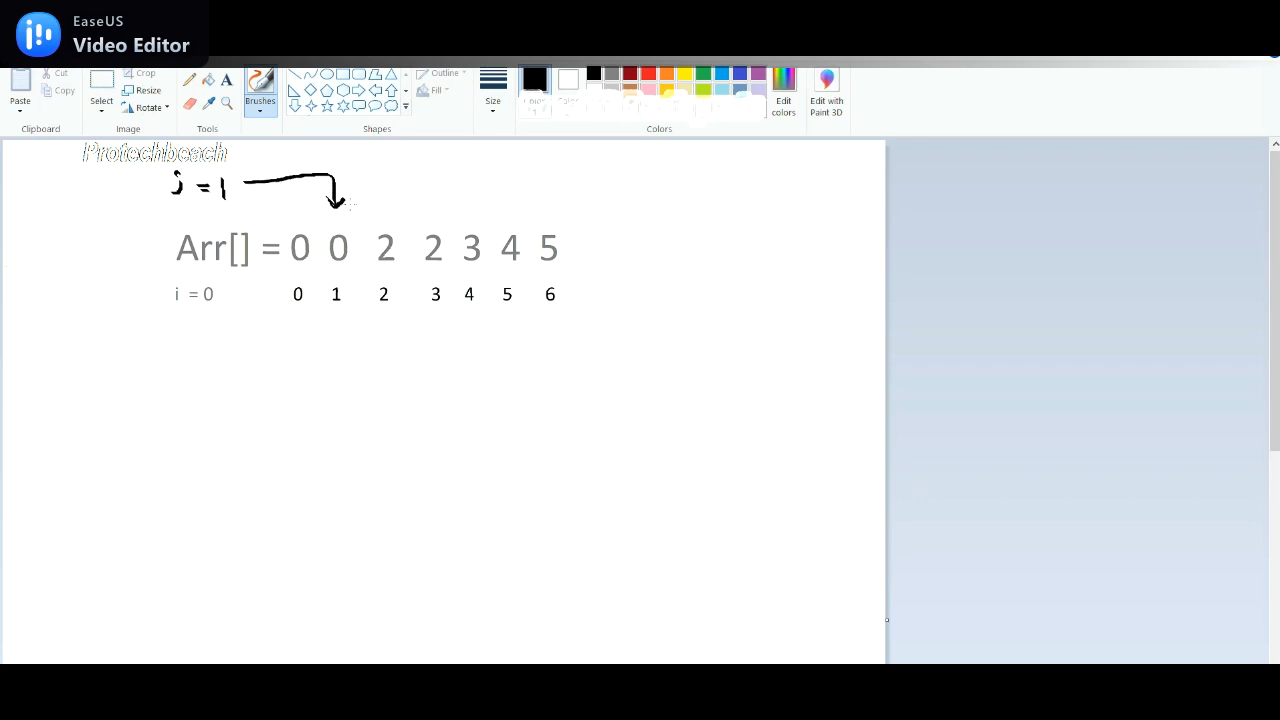 EaseUS
Video Editor
Cut
Copy
Paste
Clipboard
Select
Crop
Resize
Rotate
Image
A
Tools
Brushes
Shapes
Outline
Fill
Size
Edit colors
Edit with Paint 3D
Colors
Protechbeach
j = 1
Arr[] = 0 0 2 2 3 4 5
i = 0 0 1 2 3 4 5 6